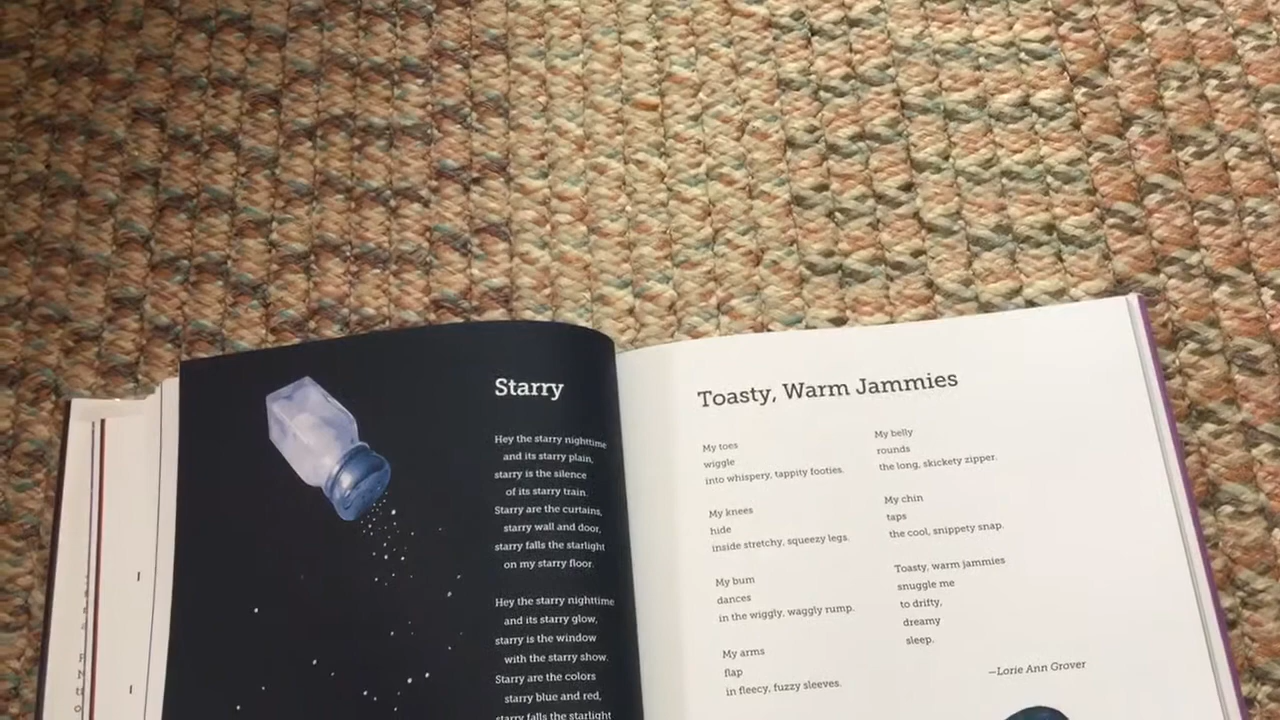 Starry
Hey the starry nighttime
and its starry plain,
starry is the silence
of its starry train.
Starry are the curtains,
starry wall and door,
starry falls the starlight
on my starry floor.
Hey the starry nighttime
and its starry glow,
starry is the window
with the starry show.
Starry are the colors
starry blue and red,
starry falls the starlight
Toasty, Warm Jammies
My toes
wiggle
into whispery, tappity footies.
My knees
hide
inside stretchy, squeezy legs.
My bum
dances
in the wiggly, waggly rump.
My arms
flap
in fleecy, fuzzy sleeves.
My belly
rounds
the long, skickety zipper.
My chin
taps
the cool, snippety snap.
Toasty, warm jammies
snuggle me
to drifty,
dreamy
sleep.
—Lorie Ann Grover